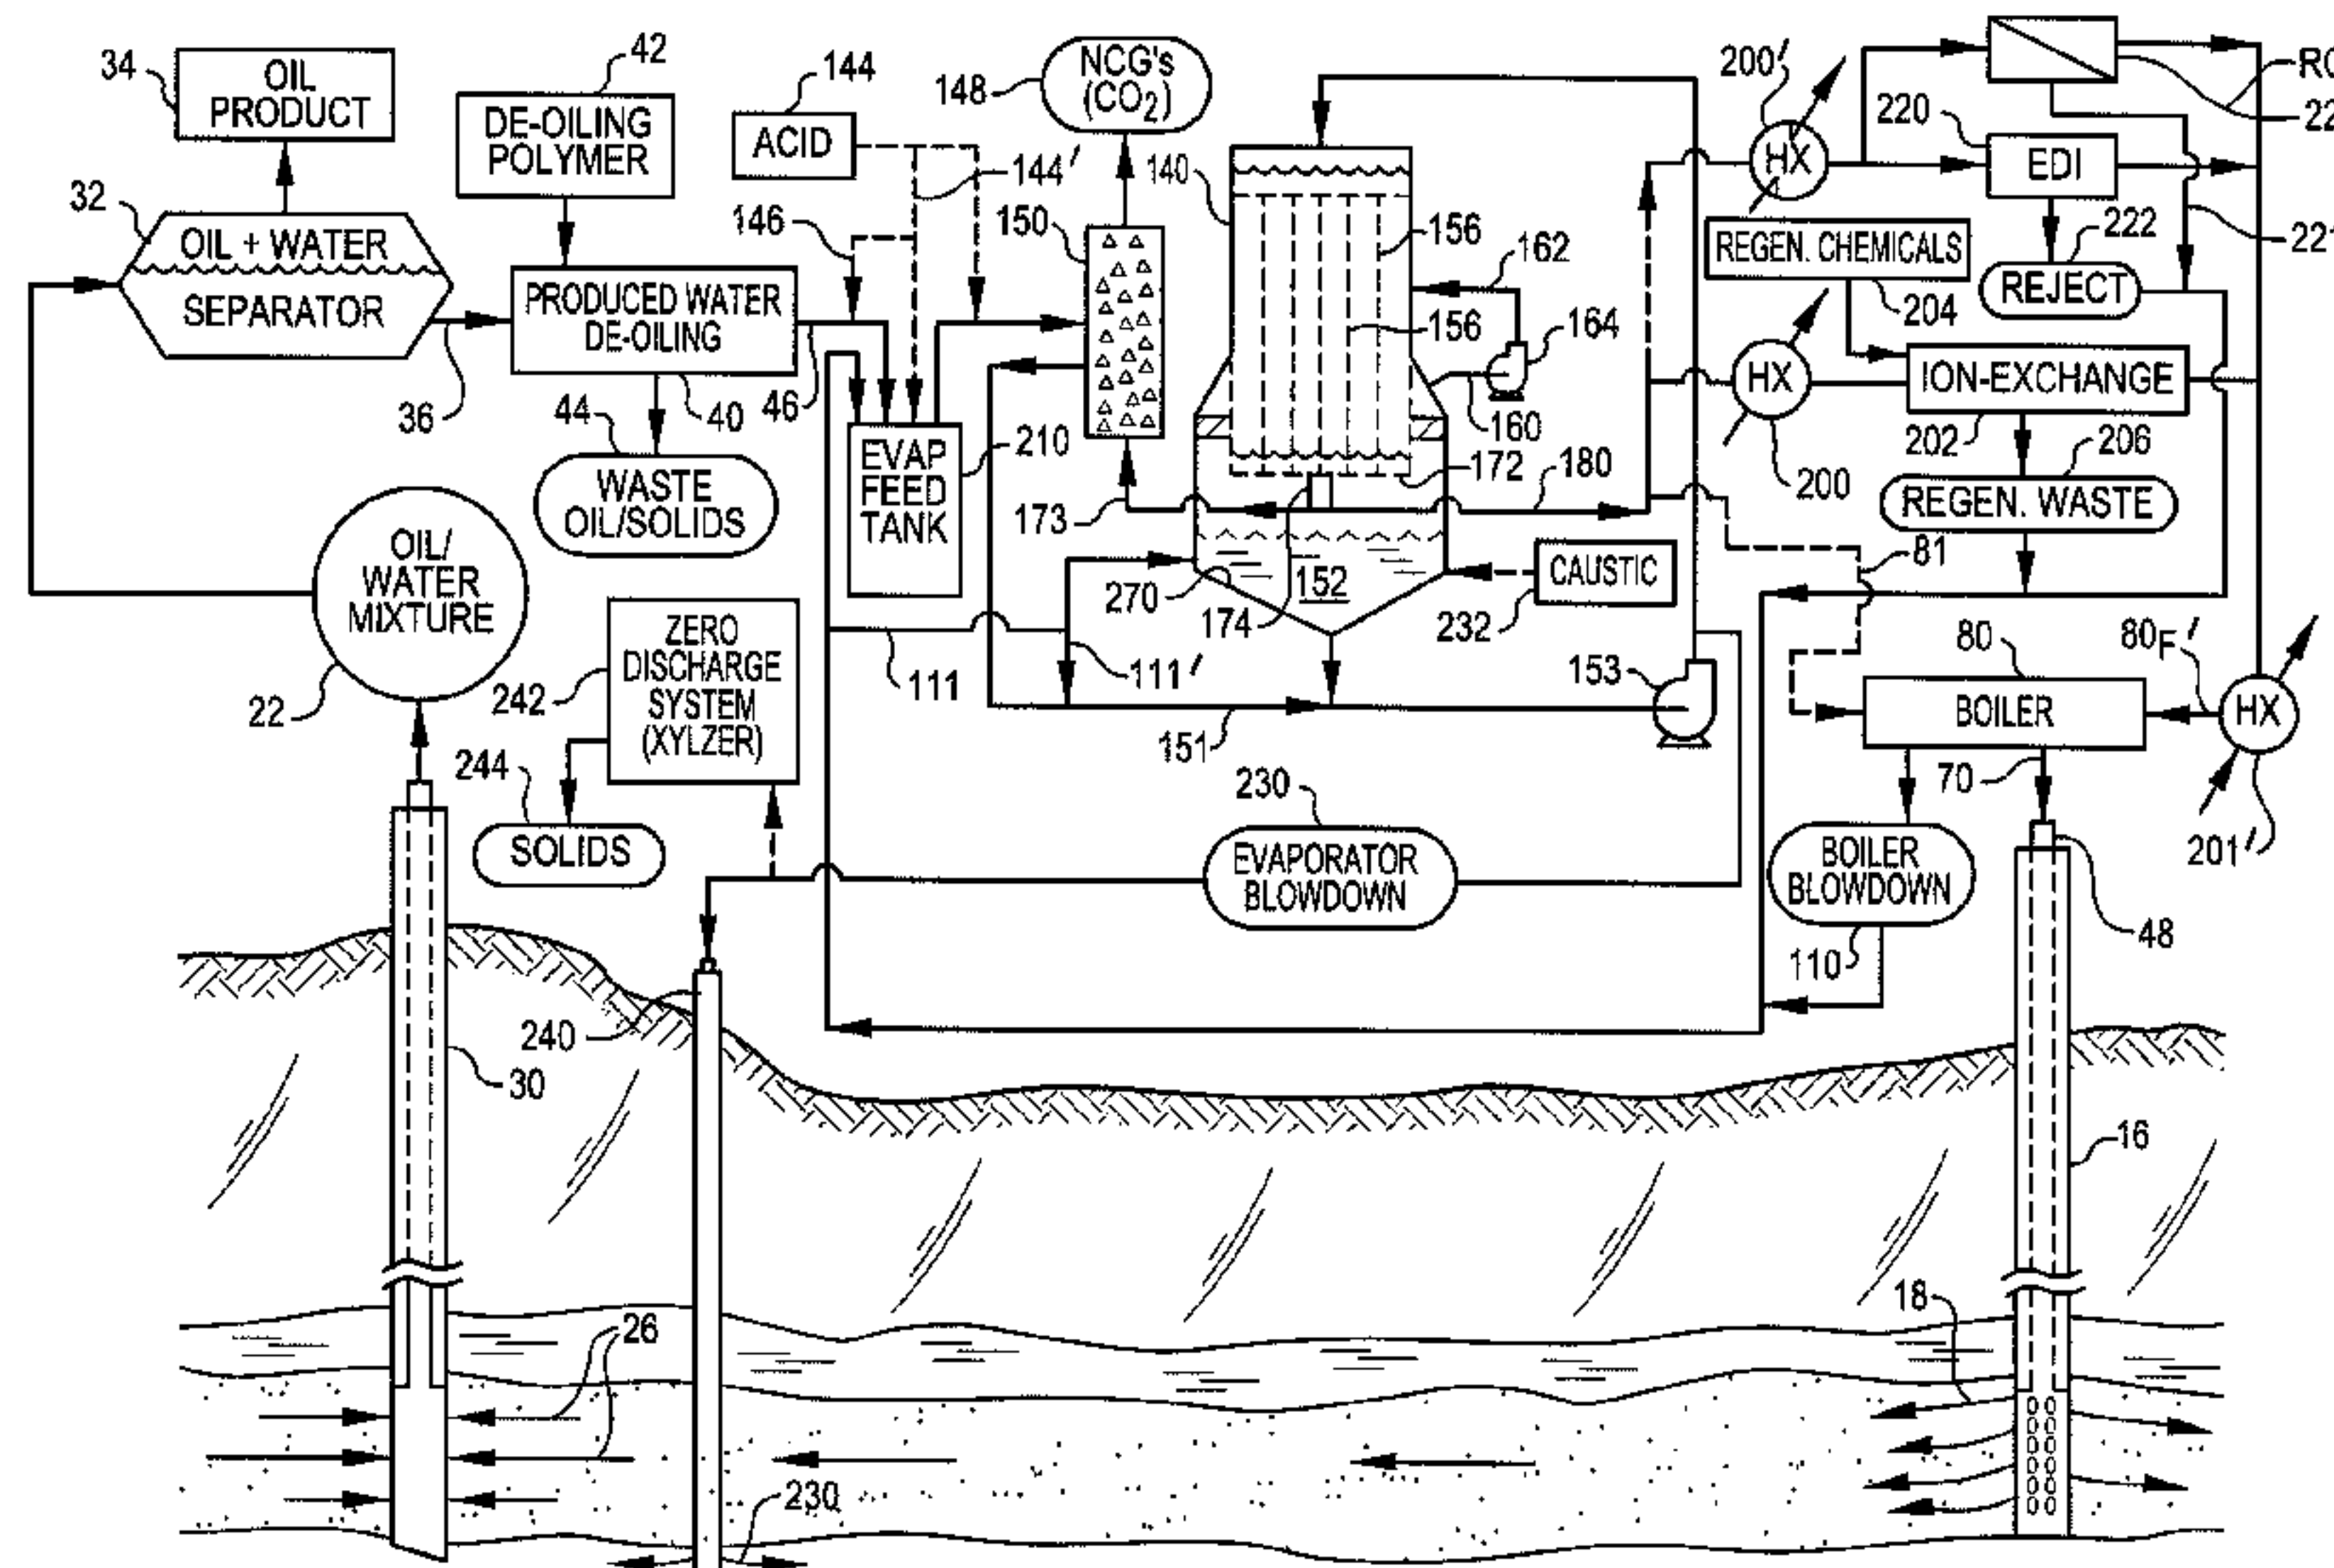 34
OIL
PRODUCT
42
DE-OILING
POLYMER
144
ACID
148
NCG's
(CO2)
200'
RO
220
EDI
32
OIL + WATER
SEPARATOR
PRODUCED WATER
DE-OILING
146
144'
150
140
156
162
REGEN. CHEMICALS
222
REJECT
204
156
164
HX
HX
ION-EXCHANGE
36
44
40
46
210
EVAP
FEED
TANK
160
172
180
200
202
206
REGEN. WASTE
WASTE
OIL/SOLIDS
173
OIL/
WATER
MIXTURE
22
270
152
174
CAUSTIC
232
81
ZERO
DISCHARGE
SYSTEM
(XYLZER)
242
111
111'
151
153
80
80F'
BOILER
HX
244
SOLIDS
230
EVAPORATOR
BLOWDOWN
70
BOILER
BLOWDOWN
201'
48
110
240
30
16
26
18
230